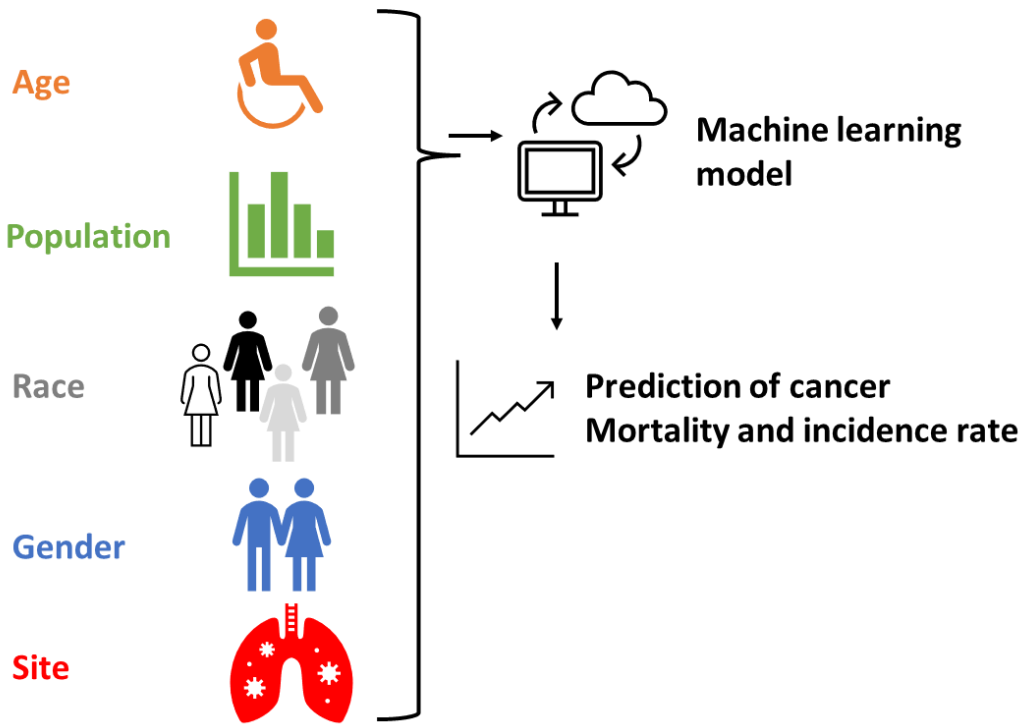 Age
Population
Race
Gender
Site
Machine learning
model
Prediction of cancer
Mortality and incidence rate